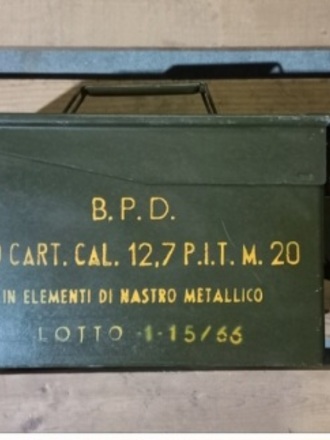 B.P.D.
CART. CAL. 12,7 P.I.T. M. 20
IN ELEMENTI DI NASTRO METALLICO
LOTTO 1-15/66